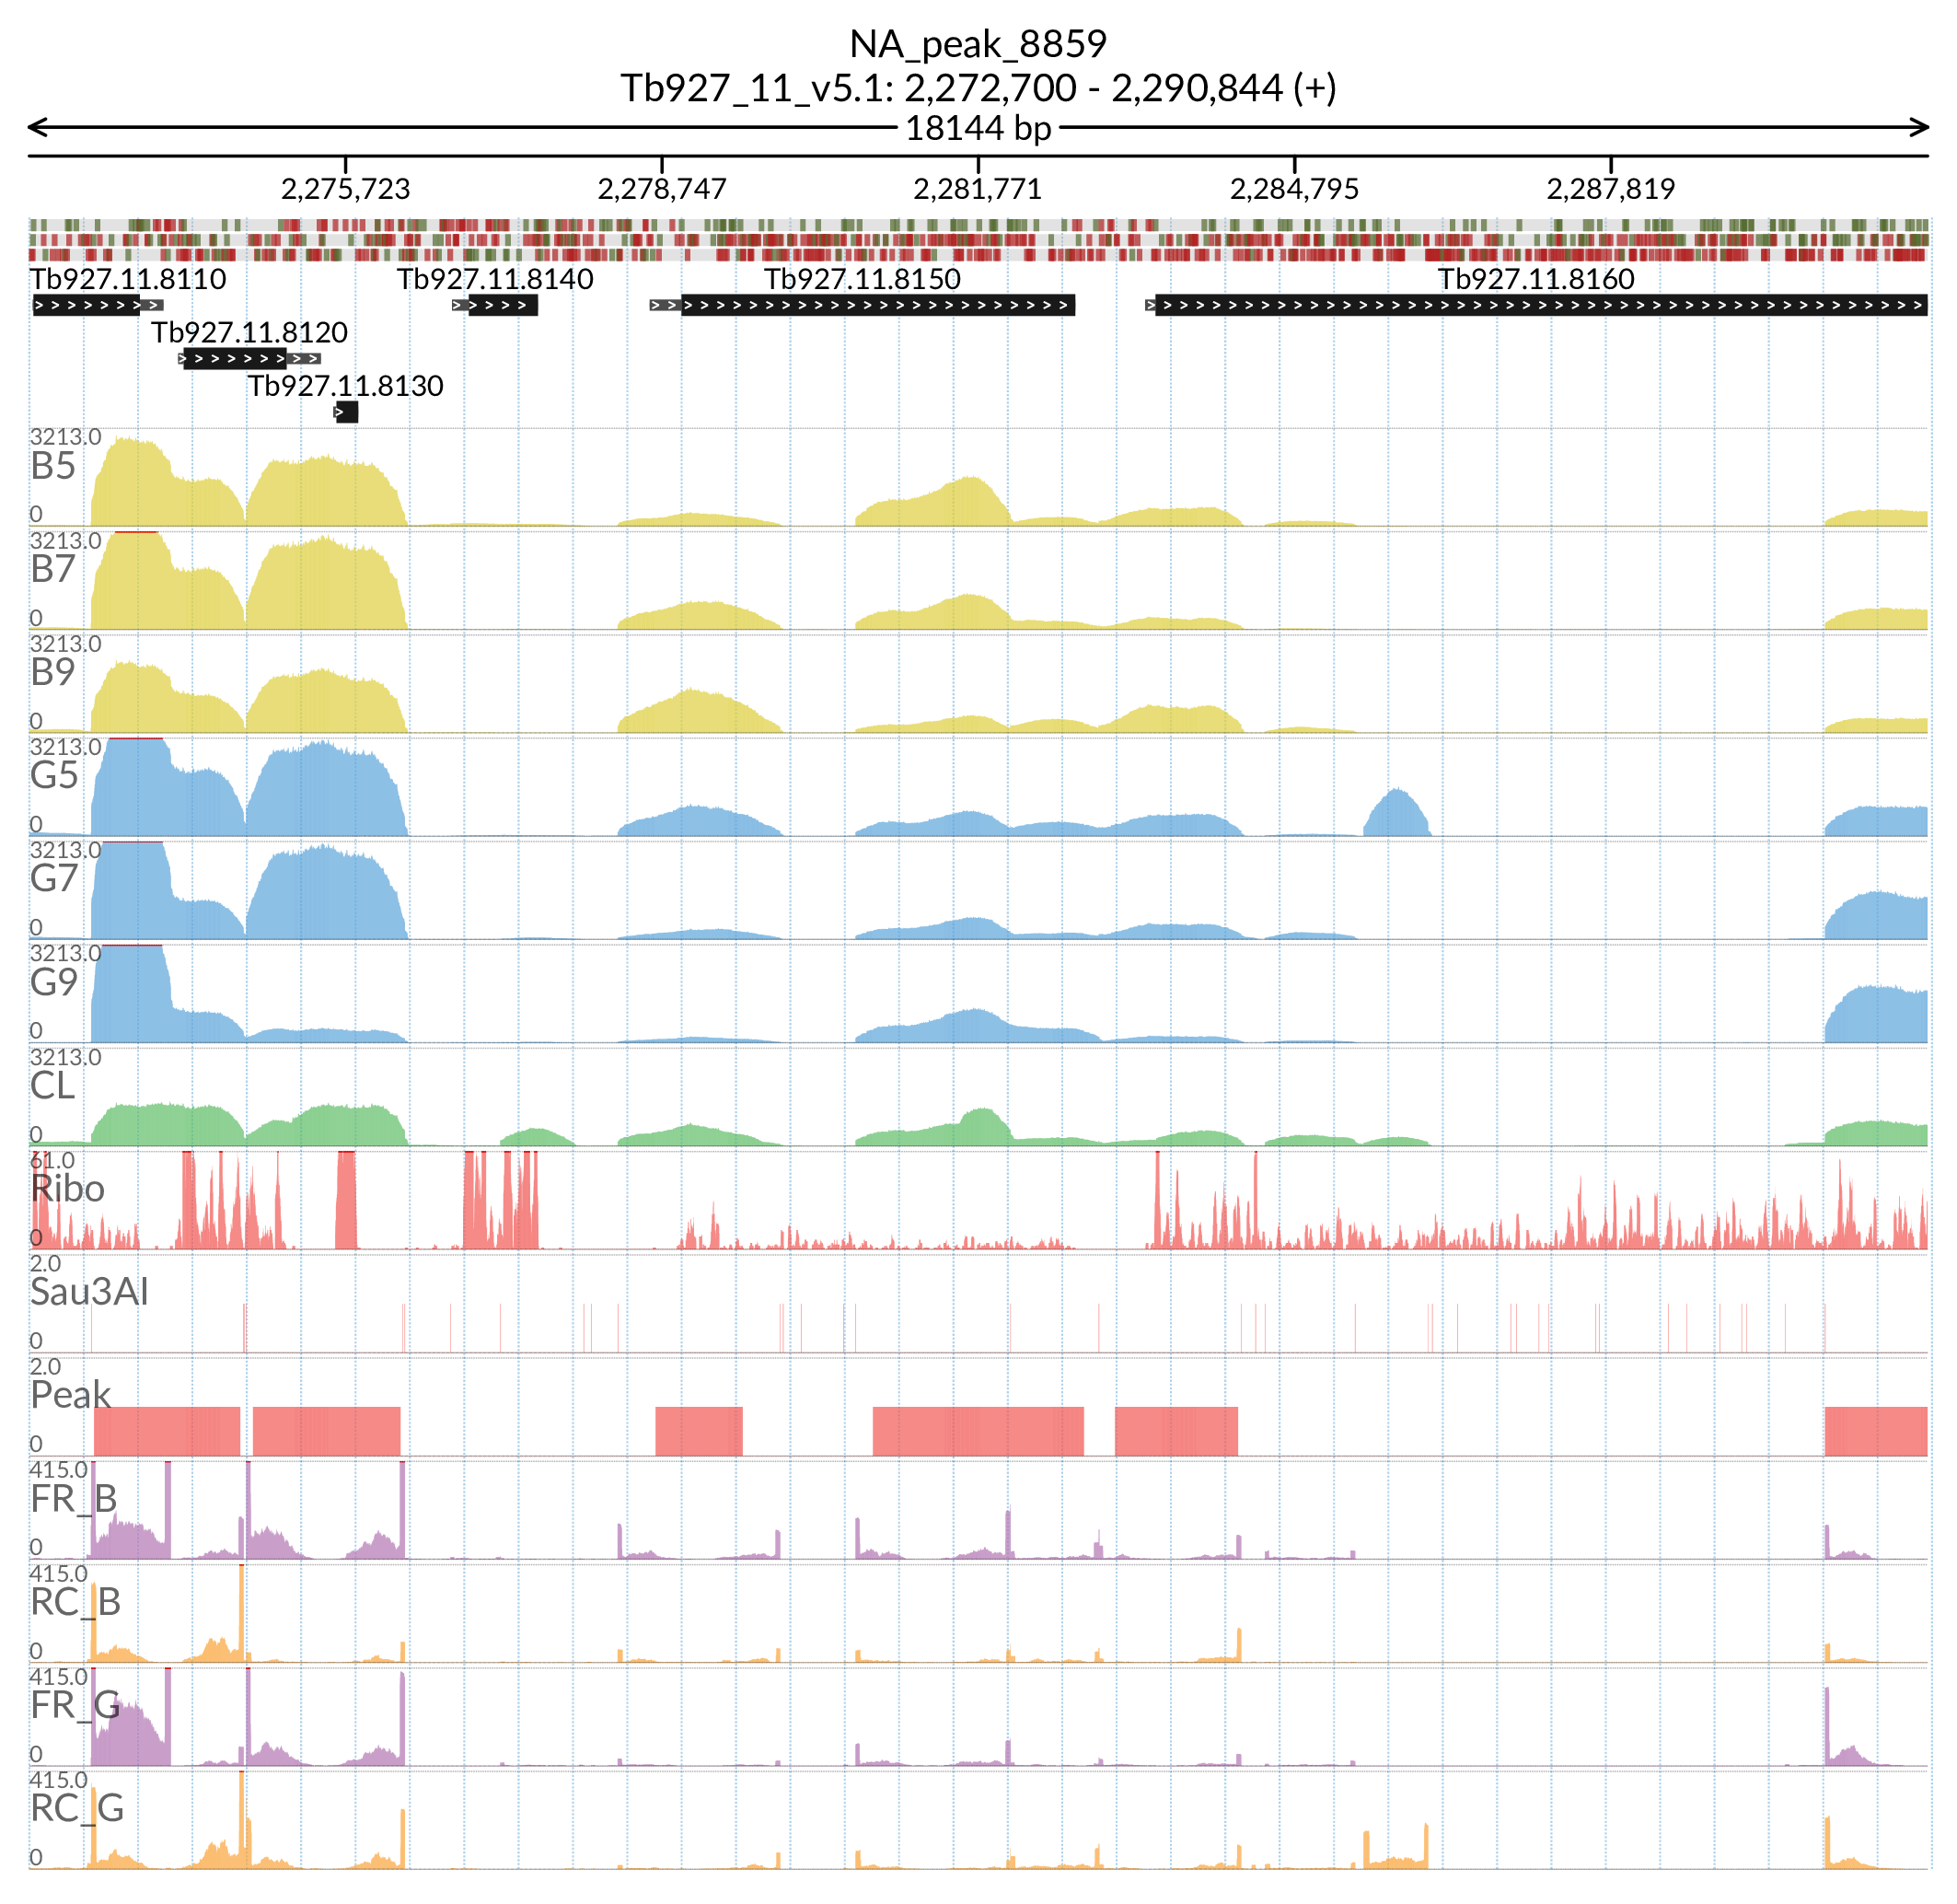 NA_peak_8859
Tb927_11_v5.1: 2,272,700 - 2,290,844 (+)
18144 bp
2,275,723 2,278,747 2,281,771 2,284,795 2,287,819
Tb927.11.8110 Tb927.11.8140 Tb927.11.8150 Tb927.11.8160
Tb927.11.8120
Tb927.11.8130
3213.0
B5
0
3213.0
B7
0
3213.0
B9
0
3213.0
G5
0
3213.0
G7
0
3213.0
G9
0
3213.0
CL
0
61.0
Ribo
0
2.0
Sau3AI
0
2.0
Peak
0
415.0
FR_B
0
415.0
RC_B
0
415.0
FR_G
0
415.0
RC_G
0